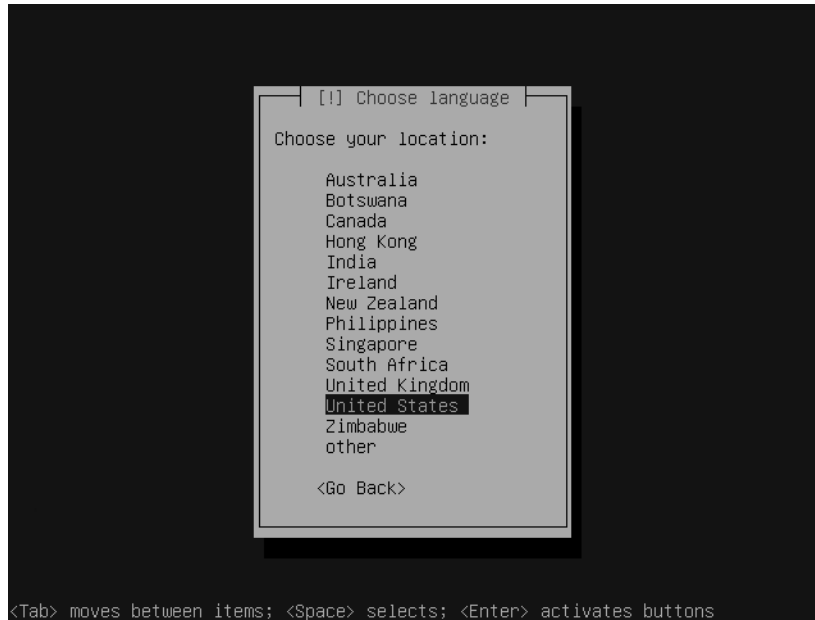 [!] Choose language
Choose your location:
Australia
Botswana
Canada
Hong Kong
India
Ireland
New Zealand
Philippines
Singapore
South Africa
United Kingdom
United States
Zimbabwe
other
<Go Back>
<Tab> moves between items; <Space> selects; <Enter> activates buttons